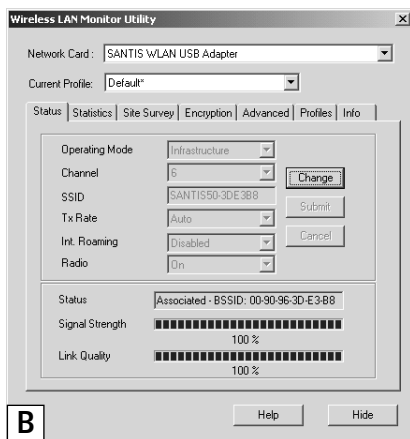 Wireless LAN Monitor Utility
Network Card : SANTIS WLAN USB Adapter
Current Profile: Default*
Status Statistics Site Survey Encryption Advanced Profiles Info
Operating Mode Infrastructure
Channel 6
Change
SSID SANTIS50-3DE3B8
Submit
Tx Rate Auto
Int. Roaming Disabled
Cancel
Radio On
Status Associated - BSSID: 00-90-96-3D-E3-B8
Signal Strength
100 %
Link Quality
100 %
B
Help Hide